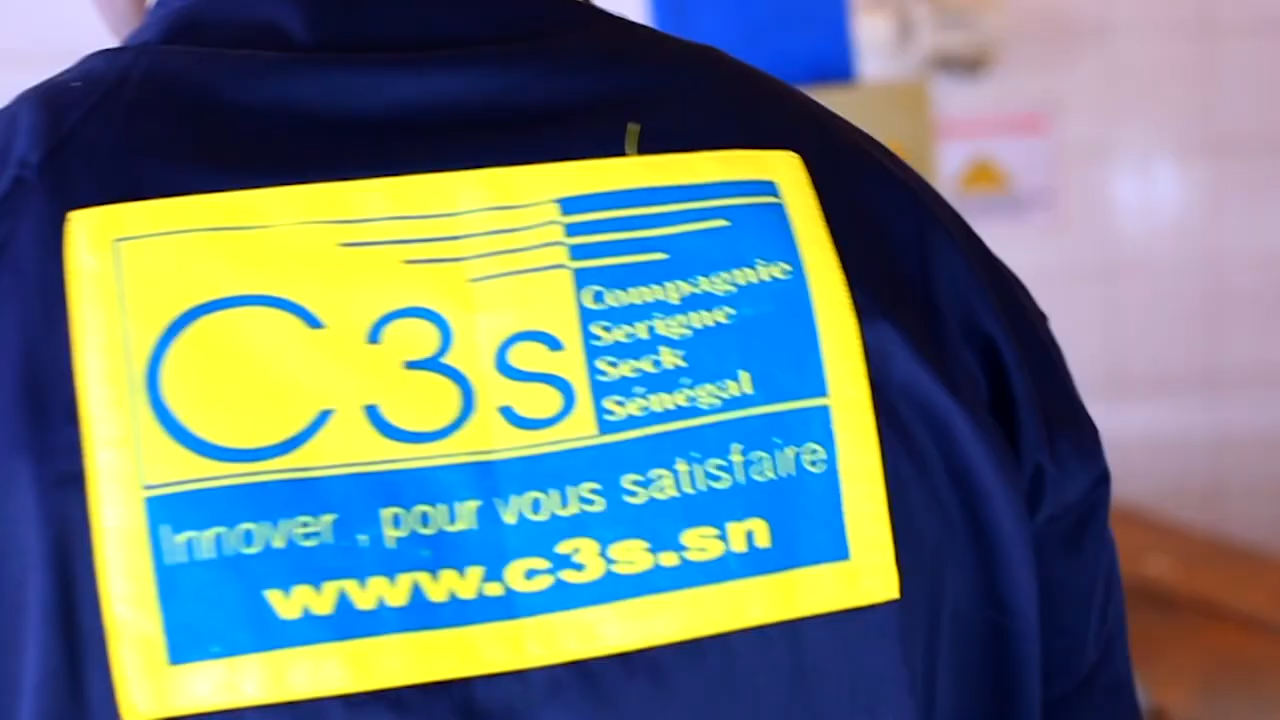 C3s
Compagnie
Serigne
Seck
Sénégal
Innover , pour vous satisfaire
www.c3s.sn